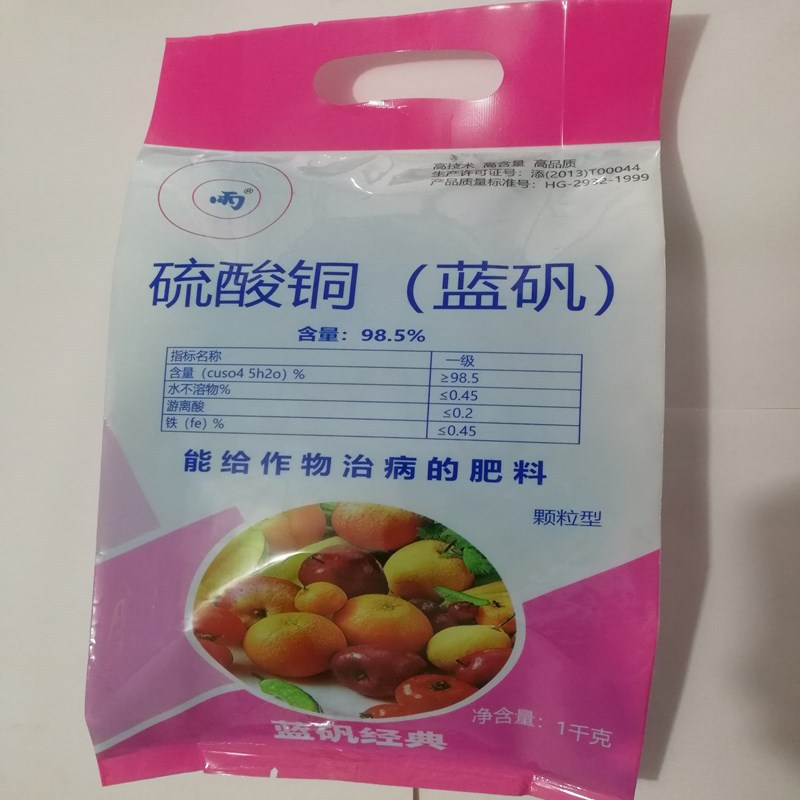 高技术 高含量 高品质
生产许可证号：添(2013)T00044
产品质量标准号：HG-2932-1999
雨®
硫酸铜（蓝矾）
含量：98.5%
指标名称 一级
含量（cuso4 5h2o）% ≥98.5
水不溶物% ≤0.45
游离酸 ≤0.2
铁（fe）% ≤0.45
能给作物治病的肥料
颗粒型
净含量：1千克
蓝矾经典